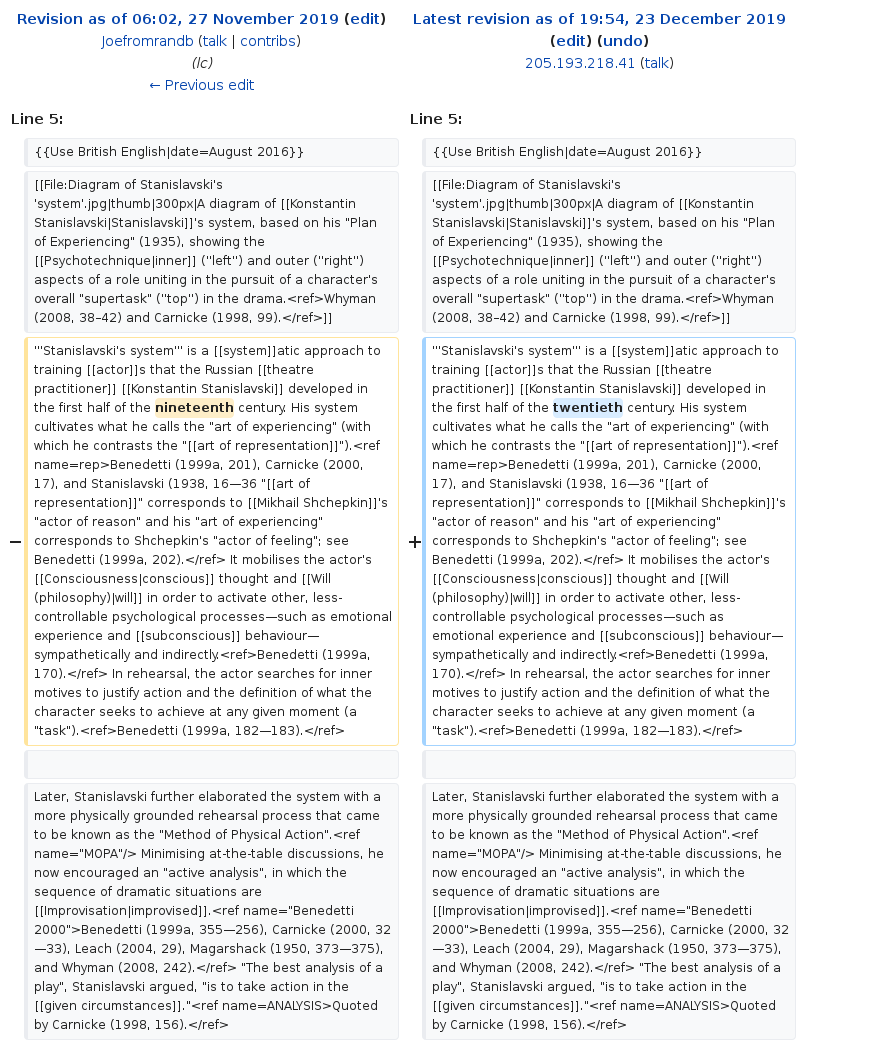 Revision as of 06:02, 27 November 2019 (edit)
Joefromrandb (talk | contribs)
(lc)
← Previous edit
Latest revision as of 19:54, 23 December 2019
(edit) (undo)
205.193.218.41 (talk)
Line 5:
Line 5:
{{Use British English|date=August 2016}}
{{Use British English|date=August 2016}}
[[File:Diagram of Stanislavski's
'system'.jpg|thumb|300px|A diagram of [[Konstantin
Stanislavski|Stanislavski]]'s system, based on his "Plan
of Experiencing" (1935), showing the
[[Psychotechnique|inner]] (''left'') and outer (''right'')
aspects of a role uniting in the pursuit of a character's
overall "supertask" (''top'') in the drama.<ref>Whyman
(2008, 38–42) and Carnicke (1998, 99).</ref>]]
[[File:Diagram of Stanislavski's
'system'.jpg|thumb|300px|A diagram of [[Konstantin
Stanislavski|Stanislavski]]'s system, based on his "Plan
of Experiencing" (1935), showing the
[[Psychotechnique|inner]] (''left'') and outer (''right'')
aspects of a role uniting in the pursuit of a character's
overall "supertask" (''top'') in the drama.<ref>Whyman
(2008, 38–42) and Carnicke (1998, 99).</ref>]]
−
'''Stanislavski's system''' is a [[system]]atic approach to
training [[actor]]s that the Russian [[theatre
practitioner]] [[Konstantin Stanislavski]] developed in
the first half of the nineteenth century. His system
cultivates what he calls the "art of experiencing" (with
which he contrasts the "[[art of representation]]").<ref
name=rep>Benedetti (1999a, 201), Carnicke (2000,
17), and Stanislavski (1938, 16—36 "[[art of
representation]]" corresponds to [[Mikhail Shchepkin]]'s
"actor of reason" and his "art of experiencing"
corresponds to Shchepkin's "actor of feeling"; see
Benedetti (1999a, 202).</ref> It mobilises the actor's
[[Consciousness|conscious]] thought and [[Will
(philosophy)|will]] in order to activate other, less-
controllable psychological processes—such as emotional
experience and [[subconscious]] behaviour—
sympathetically and indirectly.<ref>Benedetti (1999a,
170).</ref> In rehearsal, the actor searches for inner
motives to justify action and the definition of what the
character seeks to achieve at any given moment (a
"task").<ref>Benedetti (1999a, 182—183).</ref>
+
'''Stanislavski's system''' is a [[system]]atic approach to
training [[actor]]s that the Russian [[theatre
practitioner]] [[Konstantin Stanislavski]] developed in
the first half of the twentieth century. His system
cultivates what he calls the "art of experiencing" (with
which he contrasts the "[[art of representation]]").<ref
name=rep>Benedetti (1999a, 201), Carnicke (2000,
17), and Stanislavski (1938, 16—36 "[[art of
representation]]" corresponds to [[Mikhail Shchepkin]]'s
"actor of reason" and his "art of experiencing"
corresponds to Shchepkin's "actor of feeling"; see
Benedetti (1999a, 202).</ref> It mobilises the actor's
[[Consciousness|conscious]] thought and [[Will
(philosophy)|will]] in order to activate other, less-
controllable psychological processes—such as
emotional experience and [[subconscious]] behaviour—
sympathetically and indirectly.<ref>Benedetti (1999a,
170).</ref> In rehearsal, the actor searches for inner
motives to justify action and the definition of what the
character seeks to achieve at any given moment (a
"task").<ref>Benedetti (1999a, 182—183).</ref>
Later, Stanislavski further elaborated the system with a
more physically grounded rehearsal process that came
to be known as the "Method of Physical Action".<ref
name="MOPA"/> Minimising at-the-table discussions, he
now encouraged an "active analysis", in which the
sequence of dramatic situations are
[[Improvisation|improvised]].<ref name="Benedetti
2000">Benedetti (1999a, 355—256), Carnicke (2000, 32
—33), Leach (2004, 29), Magarshack (1950, 373—375),
and Whyman (2008, 242).</ref> "The best analysis of a
play", Stanislavski argued, "is to take action in the
[[given circumstances]]."<ref name=ANALYSIS>Quoted
by Carnicke (1998, 156).</ref>
Later, Stanislavski further elaborated the system with a
more physically grounded rehearsal process that came
to be known as the "Method of Physical Action".<ref
name="MOPA"/> Minimising at-the-table discussions, he
now encouraged an "active analysis", in which the
sequence of dramatic situations are
[[Improvisation|improvised]].<ref name="Benedetti
2000">Benedetti (1999a, 355—256), Carnicke (2000, 32
—33), Leach (2004, 29), Magarshack (1950, 373—375),
and Whyman (2008, 242).</ref> "The best analysis of a
play", Stanislavski argued, "is to take action in the
[[given circumstances]]."<ref name=ANALYSIS>Quoted
by Carnicke (1998, 156).</ref>